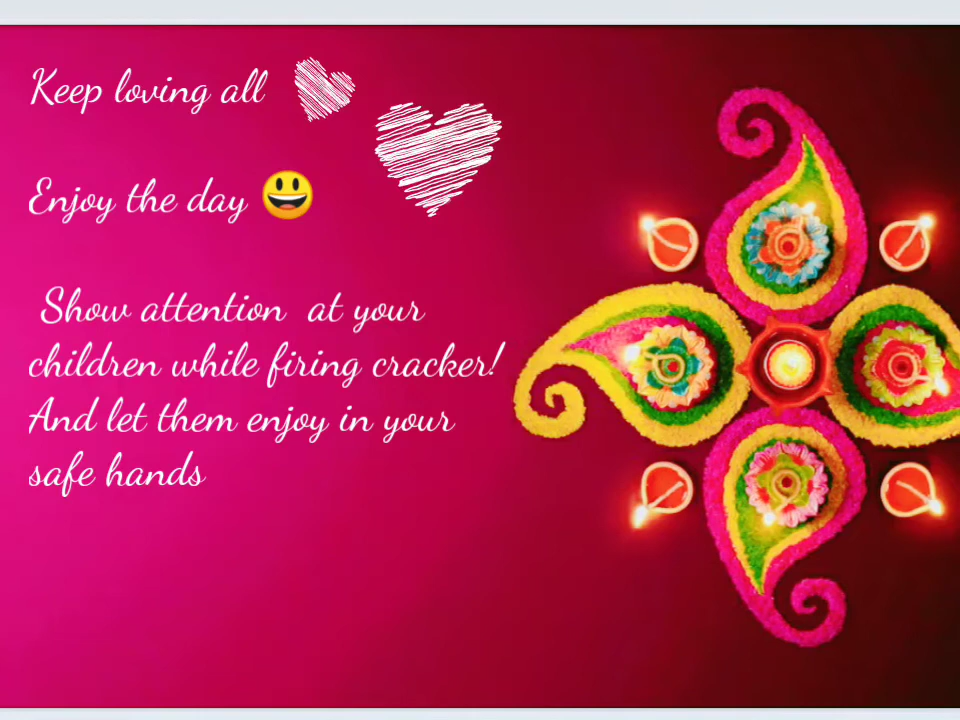 Keep loving all
Enjoy the day 😃
Show attention at your
children while firing cracker!
And let them enjoy in your
safe hands